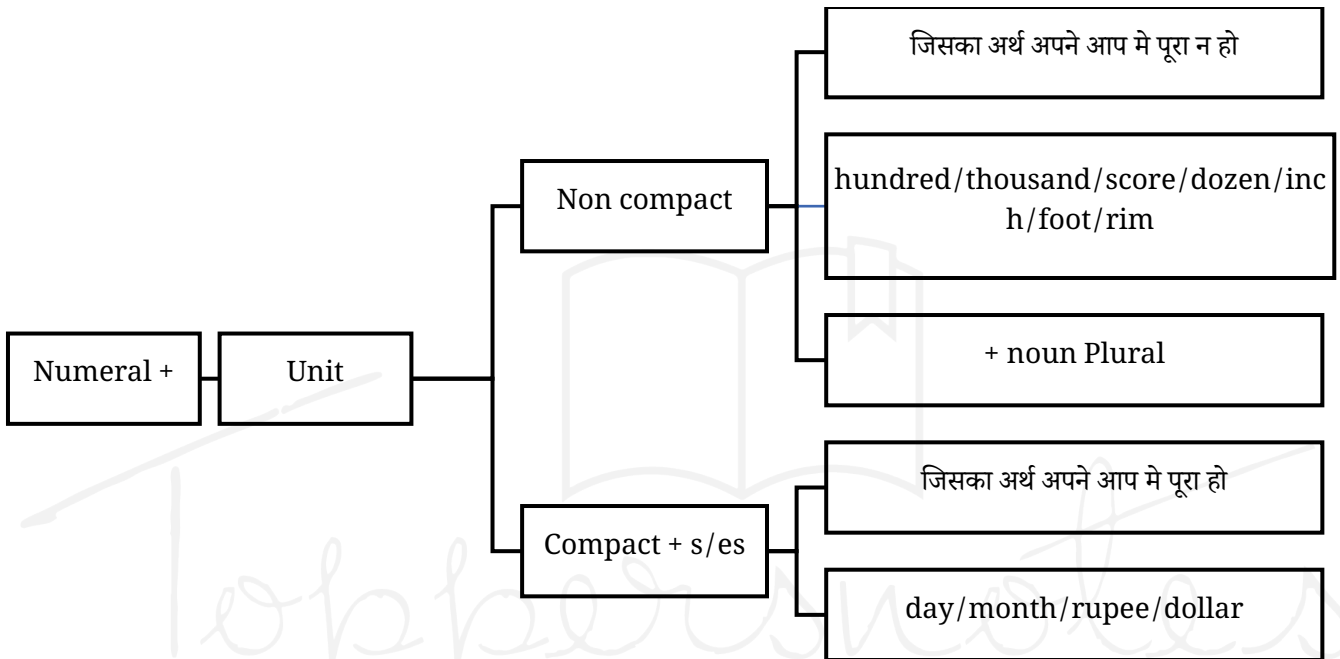 जिसका अर्थ अपने आप मे पूरा न हो
Non compact
hundred/thousand/score/dozen/inc
h/foot/rim
Numeral +
Unit
+ noun Plural
जिसका अर्थ अपने आप मे पूरा हो
Compact + s/es
day/month/rupee/dollar
Toppersnotes